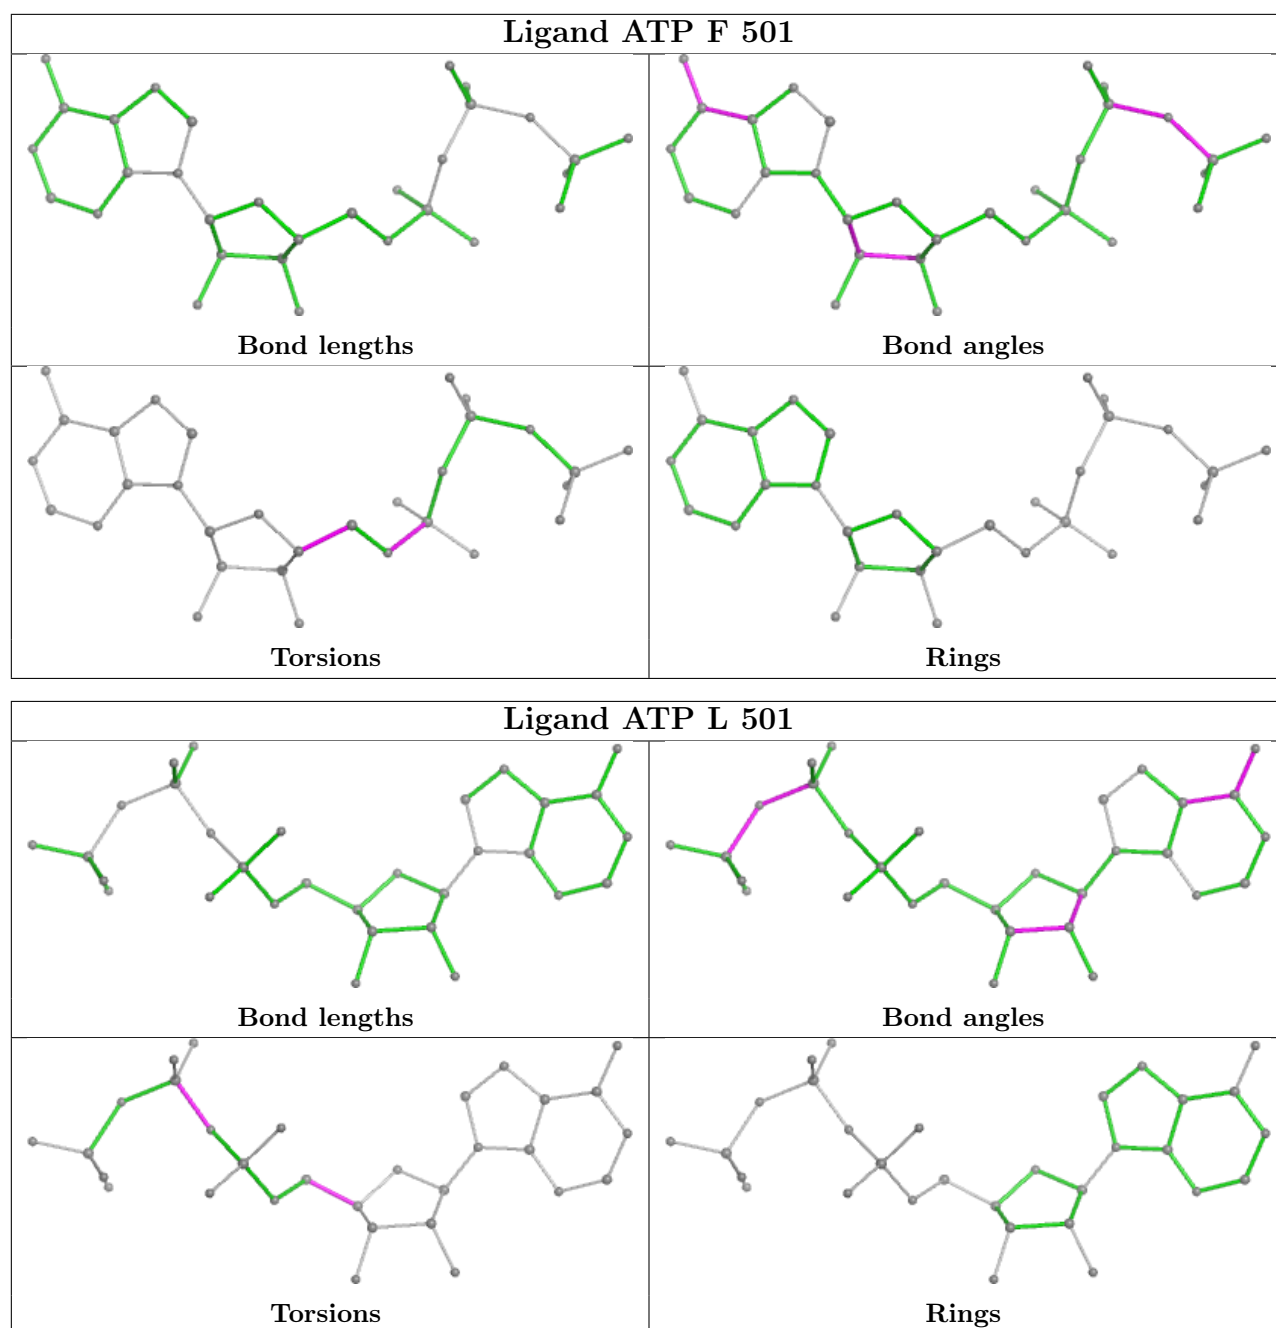 Ligand ATP F 501
Bond lengths
Bond angles
Torsions
Rings
Ligand ATP L 501
Bond lengths
Bond angles
Torsions
Rings